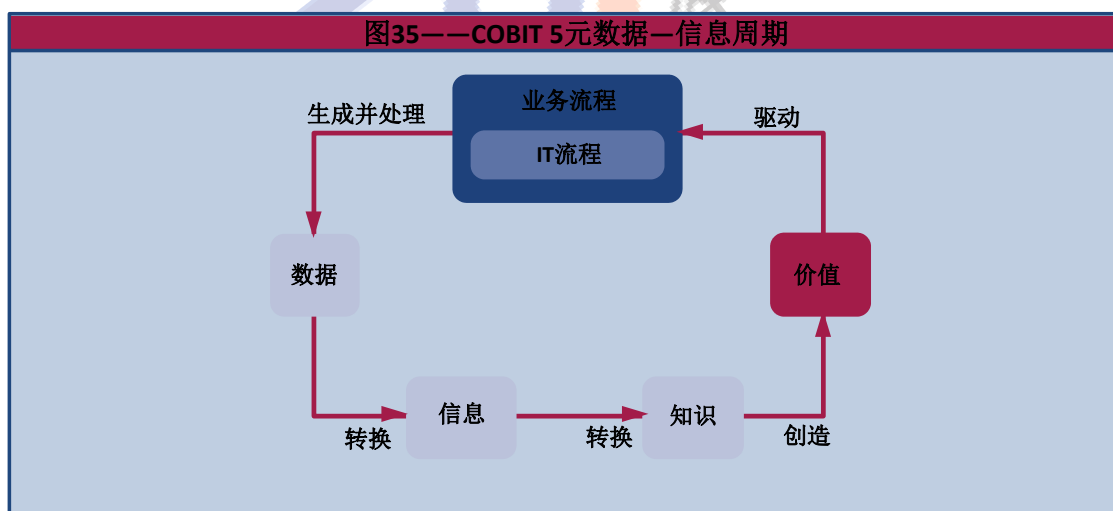 图35——COBIT 5元数据—信息周期
业务流程
生成并处理
驱动
IT流程
数据
价值
信息
知识
转换
转换
创造